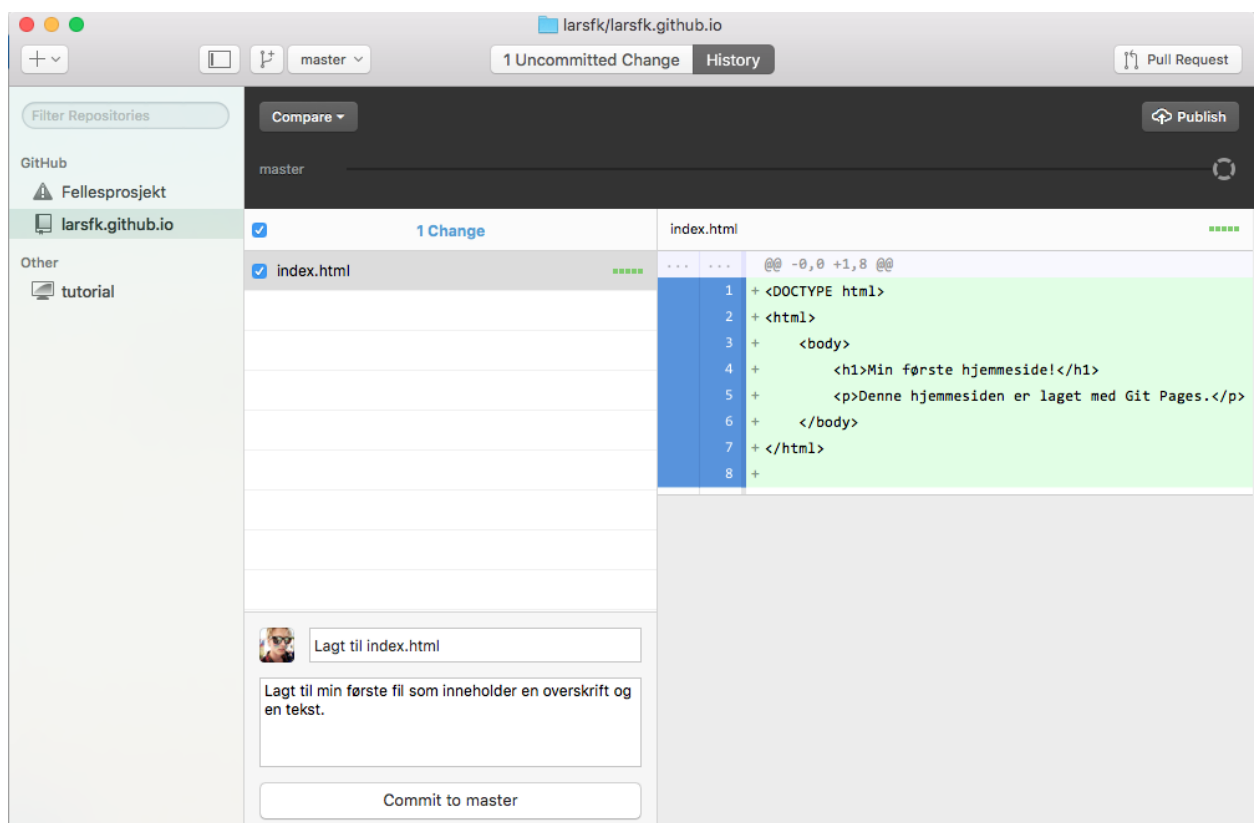 larsfk/larsfk.github.io
master
1 Uncommitted Change
History
Pull Request
Filter Repositories
GitHub
Fellesprosjekt
larsfk.github.io
Other
tutorial
Compare
Publish
master
1 Change
index.html
index.html
... ... @@ -0,0 +1,8 @@
1 + <DOCTYPE html>
2 + <html>
3 + <body>
4 + <h1>Min første hjemmeside!</h1>
5 + <p>Denne hjemmesiden er laget med Git Pages.</p>
6 + </body>
7 + </html>
8 +
Lagt til index.html
Lagt til min første fil som inneholder en overskrift og
en tekst.
Commit to master